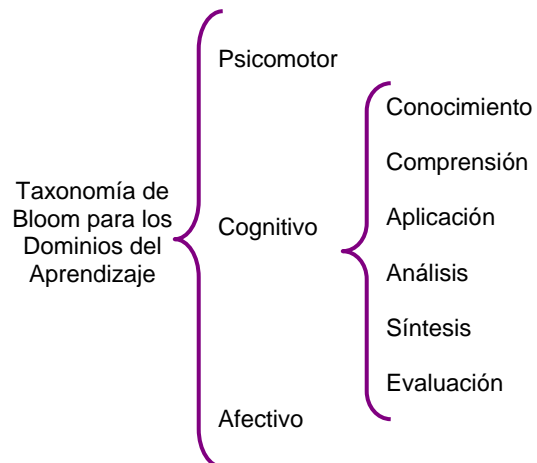 Taxonomía de
Bloom para los
Dominios del
Aprendizaje
Psicomotor
Cognitivo
Afectivo
Conocimiento
Comprensión
Aplicación
Análisis
Síntesis
Evaluación